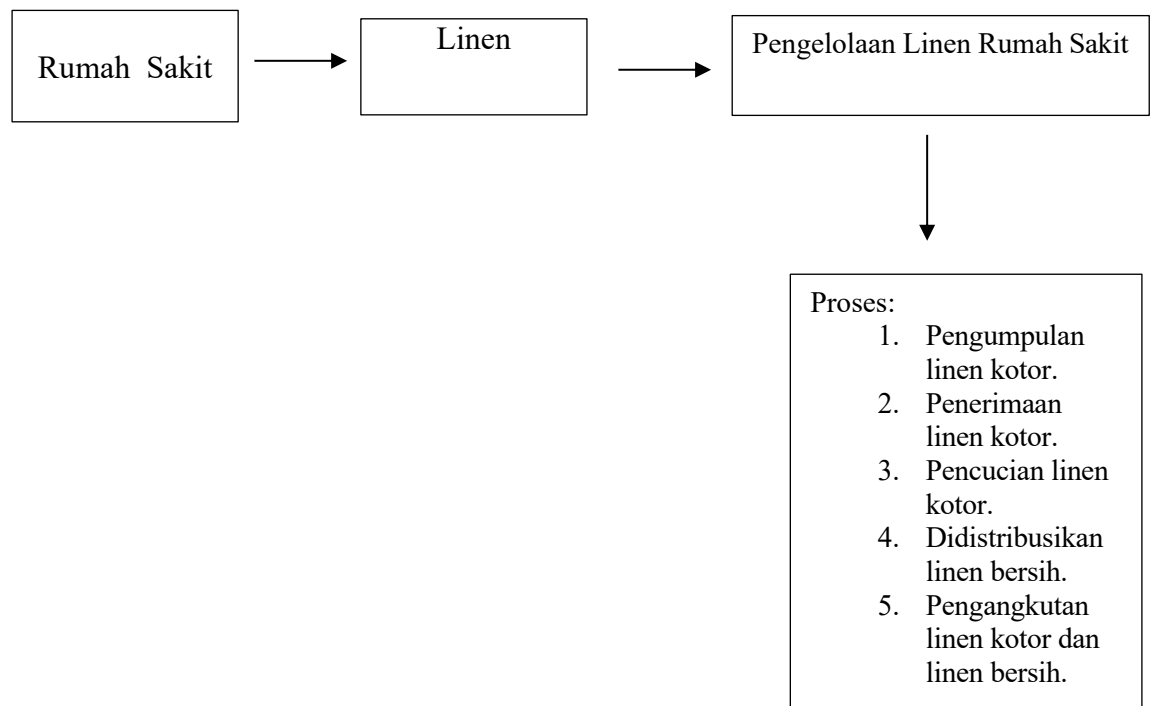 Rumah Sakit
Linen
Pengelolaan Linen Rumah Sakit
Proses:
1. Pengumpulan
linen kotor.
2. Penerimaan
linen kotor.
3. Pencucian linen
kotor.
4. Didistribusikan
linen bersih.
5. Pengangkutan
linen kotor dan
linen bersih.